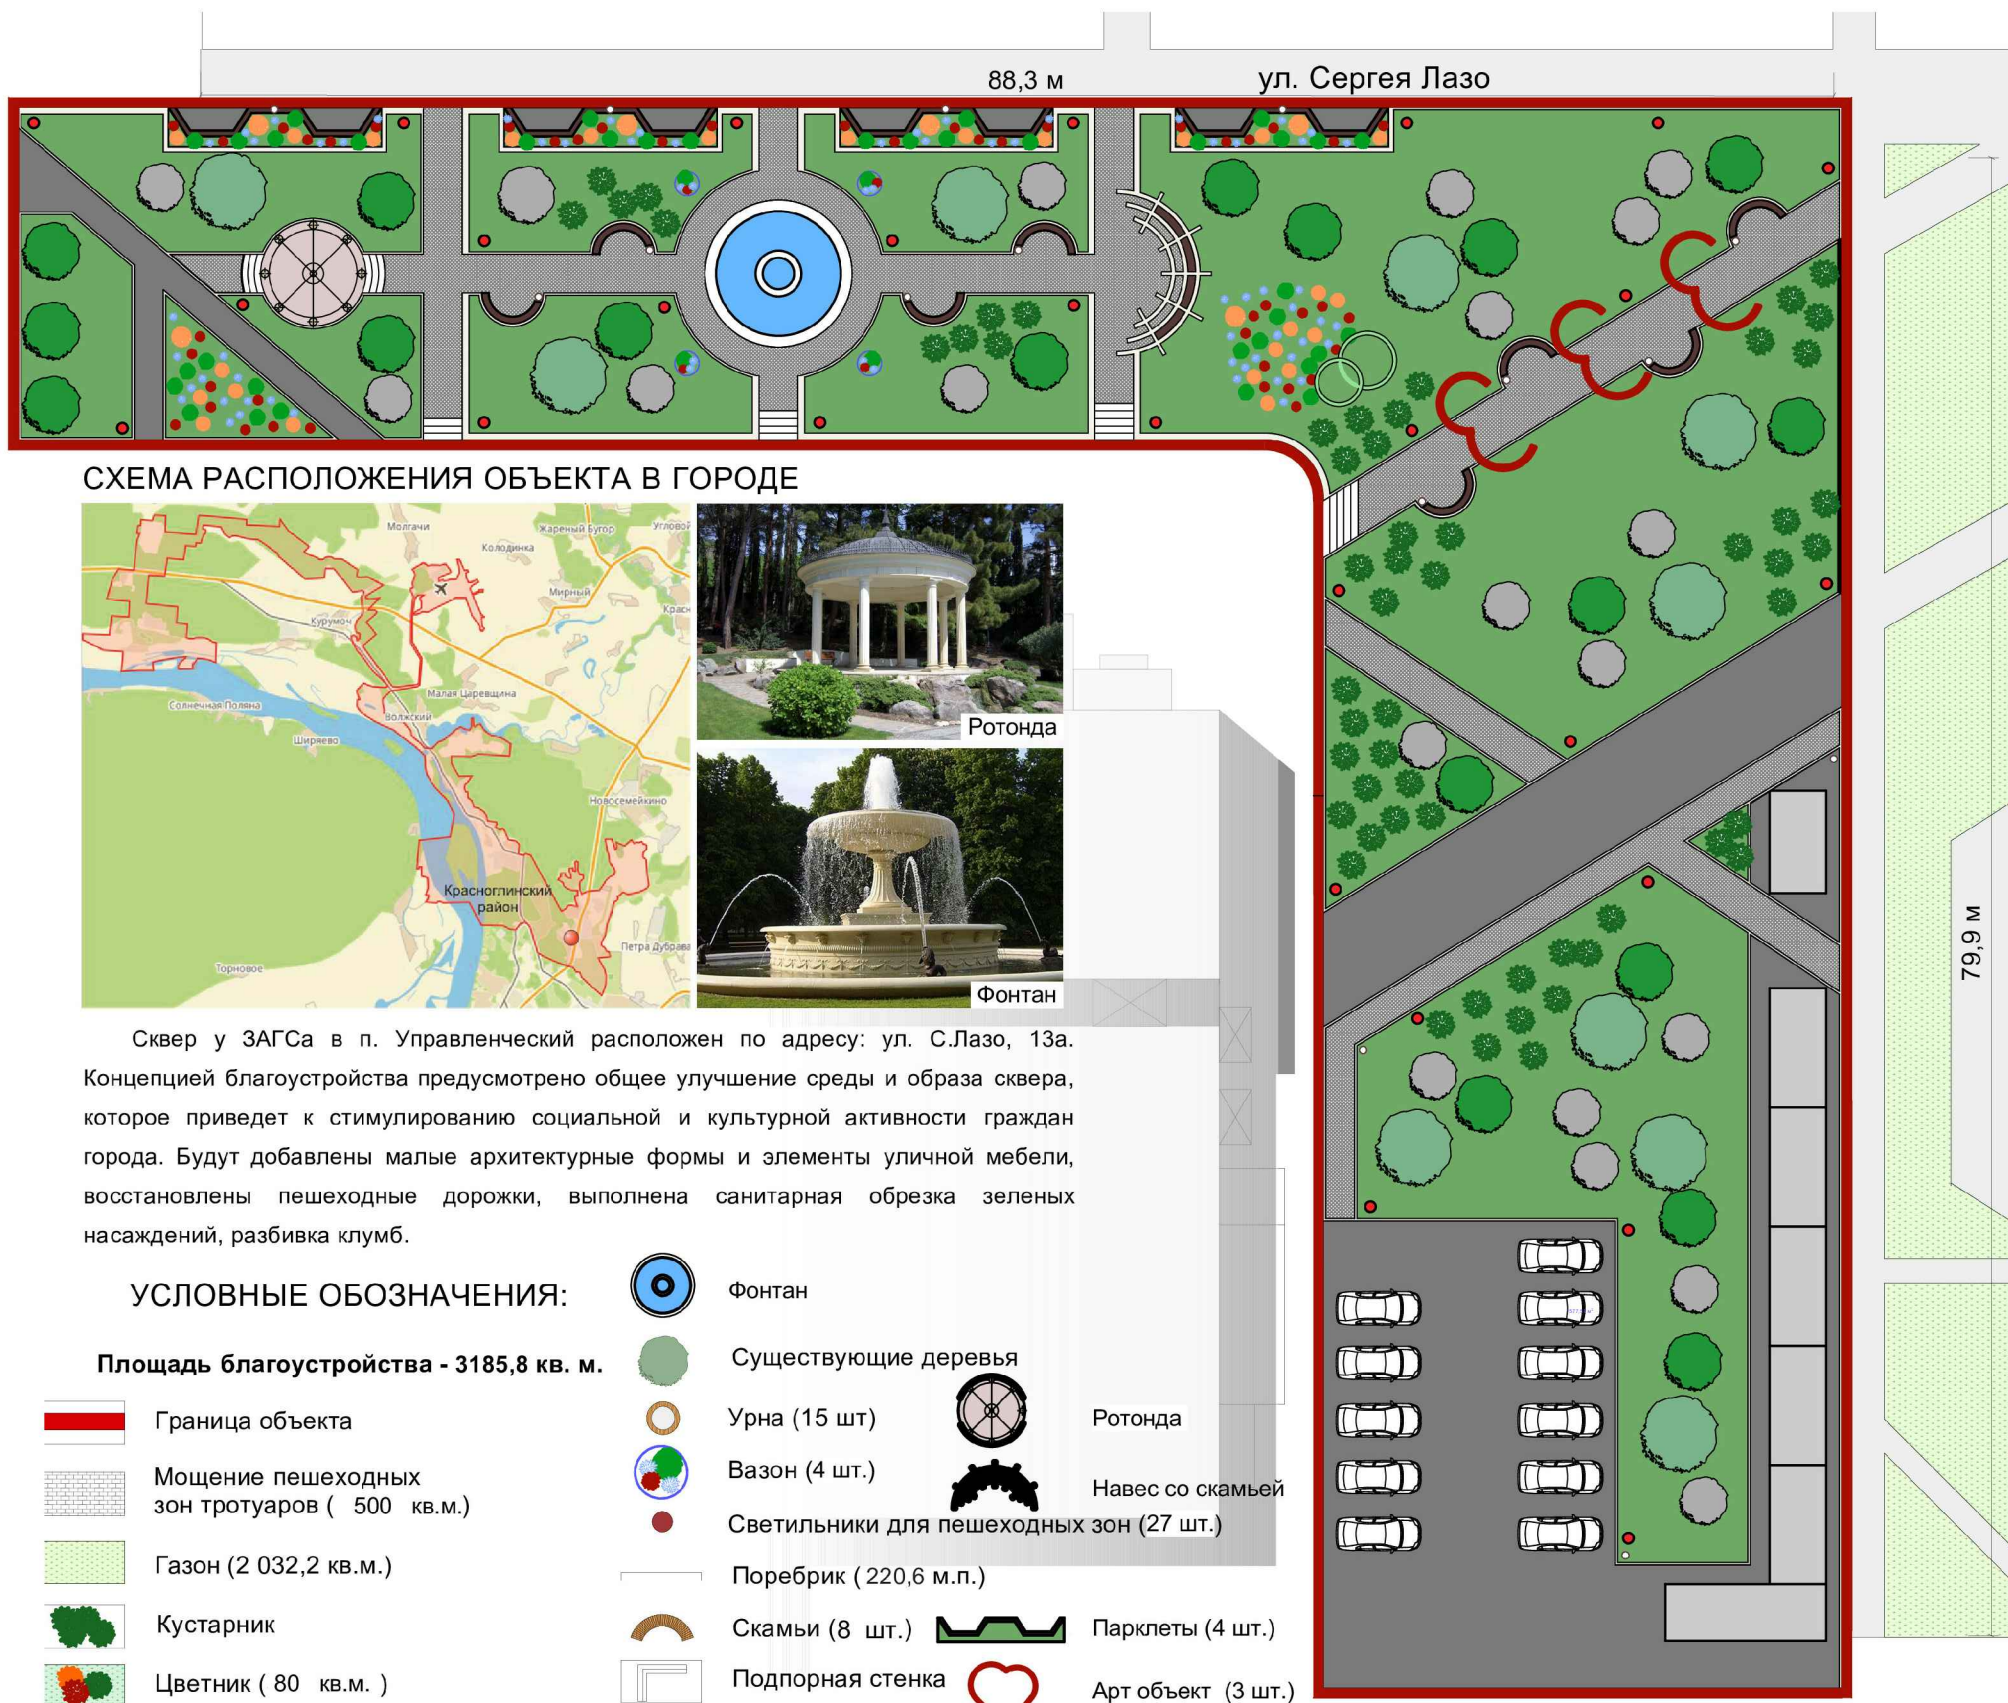 88,3 м
ул. Сергея Лазо
СХЕМА РАСПОЛОЖЕНИЯ ОБЪЕКТА В ГОРОДЕ
Молгачи
Жареный Бугор
Угловой
Колодинка
Мирный
Красн
Курумоч
Малая Царевщина
Солнечная Поляна
Волжский
Ширяево
Новосемейкино
Красноглинский
район
Петра Дубрава
Торновое
Ротонда
Фонтан
79,9 м
Сквер у ЗАГСа в п. Управленческий расположен по адресу: ул. С.Лазо, 13а.
Концепцией благоустройства предусмотрено общее улучшение среды и образа сквера,
которое приведет к стимулированию социальной и культурной активности граждан
города. Будут добавлены малые архитектурные формы и элементы уличной мебели,
восстановлены пешеходные дорожки, выполнена санитарная обрезка зеленых
насаждений, разбивка клумб.
УСЛОВНЫЕ ОБОЗНАЧЕНИЯ:
Площадь благоустройства - 3185,8 кв. м.
Граница объекта
Мощение пешеходных
зон тротуаров ( 500 кв.м.)
Газон (2 032,2 кв.м.)
Кустарник
Цветник ( 80 кв.м. )
Фонтан
Существующие деревья
Урна (15 шт)
Вазон (4 шт.)
Светильники для пешеходных зон (27 шт.)
Поребрик ( 220,6 м.п.)
Скамьи (8 шт.)
Подпорная стенка
Ротонда
Навес со скамьей
Парклеты (4 шт.)
Арт объект (3 шт.)